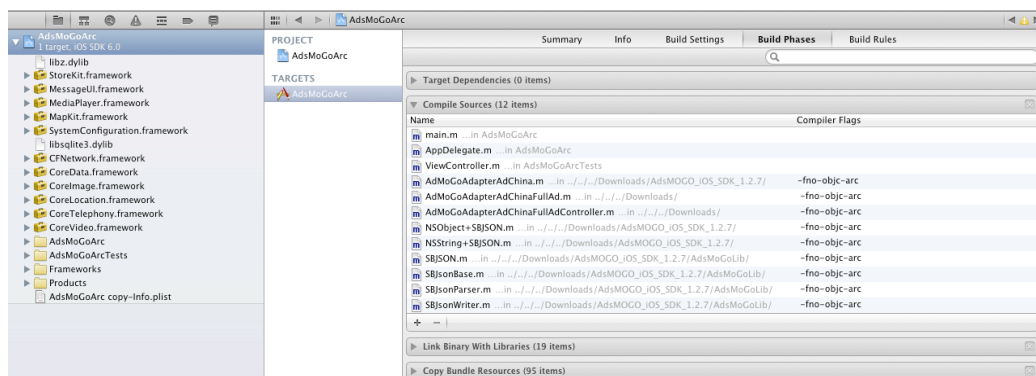 AdsMoGoArc
AdsMoGoArc
1 target, iOS SDK 6.0
libz.dylib
StoreKit.framework
MessageUI.framework
MediaPlayer.framework
MapKit.framework
SystemConfiguration.framework
libsqlite3.dylib
CFNetwork.framework
CoreData.framework
CoreImage.framework
CoreLocation.framework
CoreTelephony.framework
CoreVideo.framework
AdsMoGoArc
AdsMoGoArcTests
Frameworks
Products
AdsMoGoArc copy-Info.plist
PROJECT
AdsMoGoArc
TARGETS
AdsMoGoArc
Summary Info Build Settings Build Phases Build Rules
Target Dependencies (0 items)
Compile Sources (12 items)
Name Compiler Flags
main.m ...in AdsMoGoArc
AppDelegate.m ...in AdsMoGoArc
ViewController.m ...in AdsMoGoArcTests
AdMoGoAdapterAdChina.m ...in ../../../Downloads/AdsMOGO_iOS_SDK_1.2.7/ -fno-objc-arc
AdMoGoAdapterAdChinaFullAd.m ...in ../../../Downloads/ -fno-objc-arc
AdMoGoAdapterAdChinaFullAdController.m ...in ../../../Downloads/ -fno-objc-arc
NSObject+SBJSON.m ...in ../../../Downloads/AdsMOGO_iOS_SDK_1.2.7/ -fno-objc-arc
NSString+SBJSON.m ...in ../../../Downloads/AdsMOGO_iOS_SDK_1.2.7/ -fno-objc-arc
SBJSON.m ...in ../../../Downloads/AdsMOGO_iOS_SDK_1.2.7/AdsMoGoLib/ -fno-objc-arc
SBJsonBase.m ...in ../../../Downloads/AdsMOGO_iOS_SDK_1.2.7/AdsMoGoLib/ -fno-objc-arc
SBJsonParser.m ...in ../../../Downloads/AdsMOGO_iOS_SDK_1.2.7/AdsMoGoLib/ -fno-objc-arc
SBJsonWriter.m ...in ../../../Downloads/AdsMOGO_iOS_SDK_1.2.7/AdsMoGoLib/ -fno-objc-arc
Link Binary With Libraries (19 items)
Copy Bundle Resources (95 items)